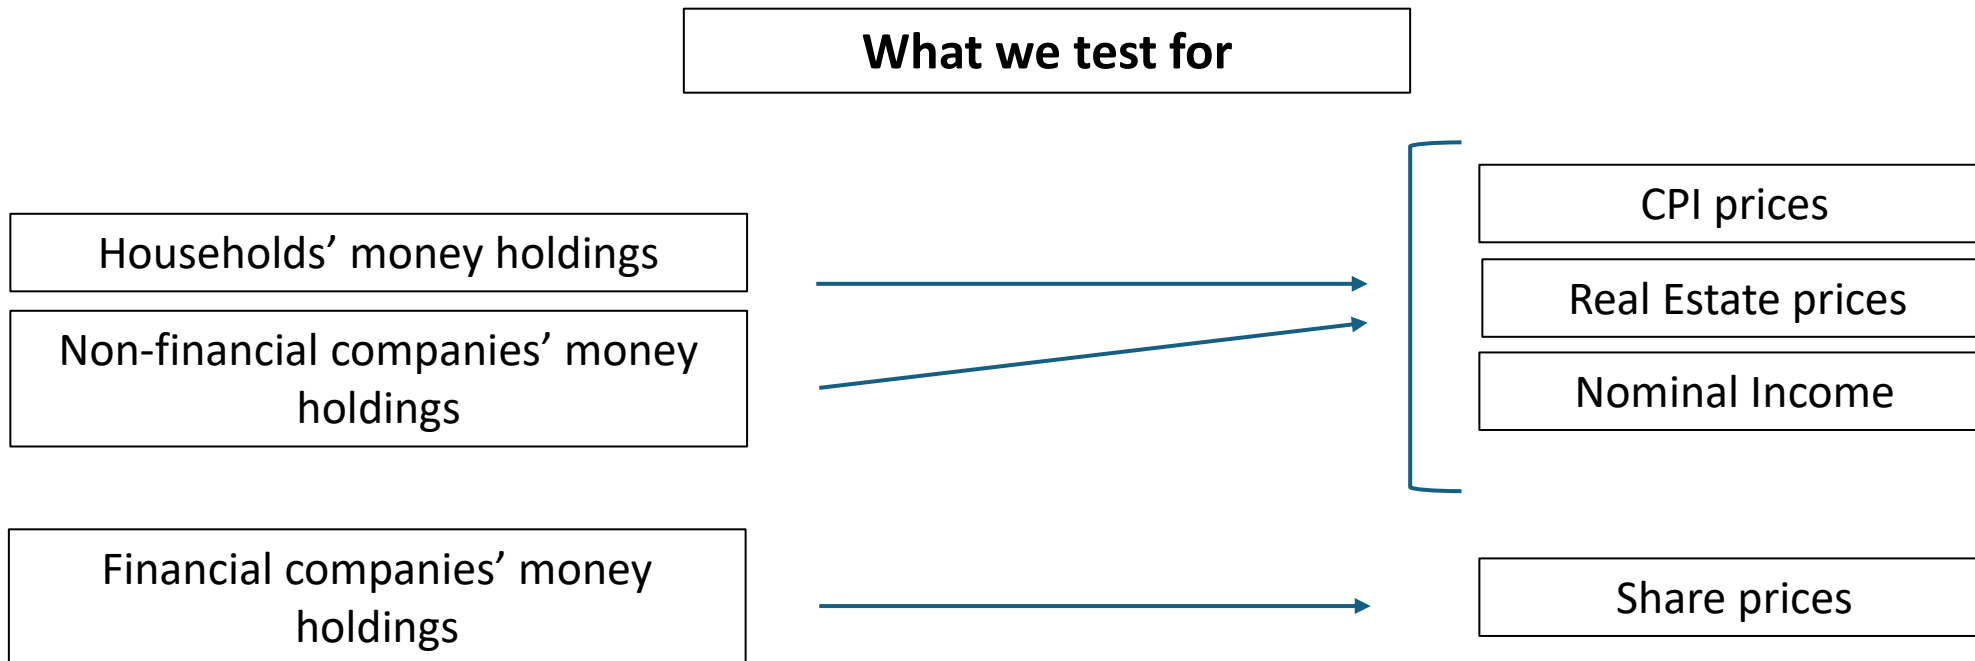 What we test for
CPI prices
Households’ money holdings
Real Estate prices
Non-financial companies’ money
holdings
Nominal Income
Financial companies’ money
holdings
Share prices